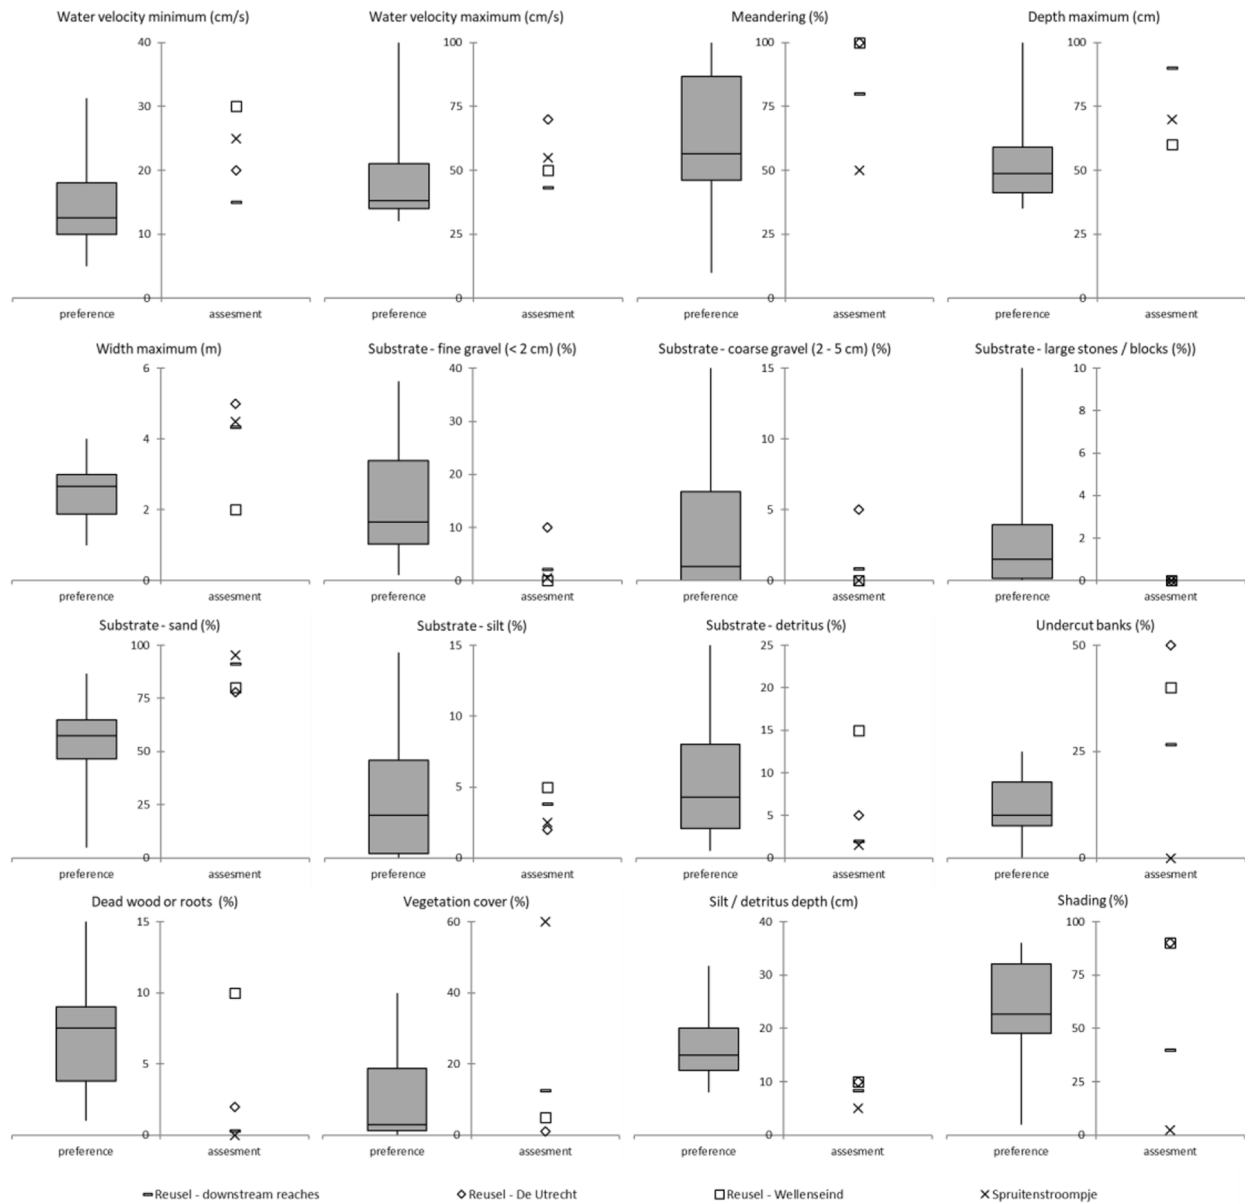 Water velocity minimum (cm/s)
Water velocity maximum (cm/s)
Meandering (%)
Depth maximum (cm)
40
30
20
10
0
100
75
50
25
0
100
75
50
25
0
100
75
50
25
0
preference
assesment
preference
assesment
preference
assesment
preference
assesment
Width maximum (m)
Substrate - fine gravel (< 2 cm) (%)
Substrate - coarse gravel (2 - 5 cm) (%)
Substrate - large stones / blocks (%))
6
4
2
0
40
30
20
10
0
15
10
5
0
10
8
6
4
2
0
preference
assesment
preference
assesment
preference
assesment
preference
assesment
Substrate - sand (%)
Substrate - silt (%)
Substrate - detritus (%)
Undercut banks (%)
100
75
50
25
0
15
10
5
0
25
20
15
10
5
0
50
25
0
preference
assesment
preference
assesment
preference
assesment
preference
assesment
Dead wood or roots (%)
Vegetation cover (%)
Silt / detritus depth (cm)
Shading (%)
15
10
5
0
60
40
20
0
40
30
20
10
0
100
75
50
25
0
preference
assesment
preference
assesment
preference
assesment
preference
assesment
Reusel - downstream reaches
Reusel - De Utrecht
Reusel - Wellenseind
Spruitenstroompje